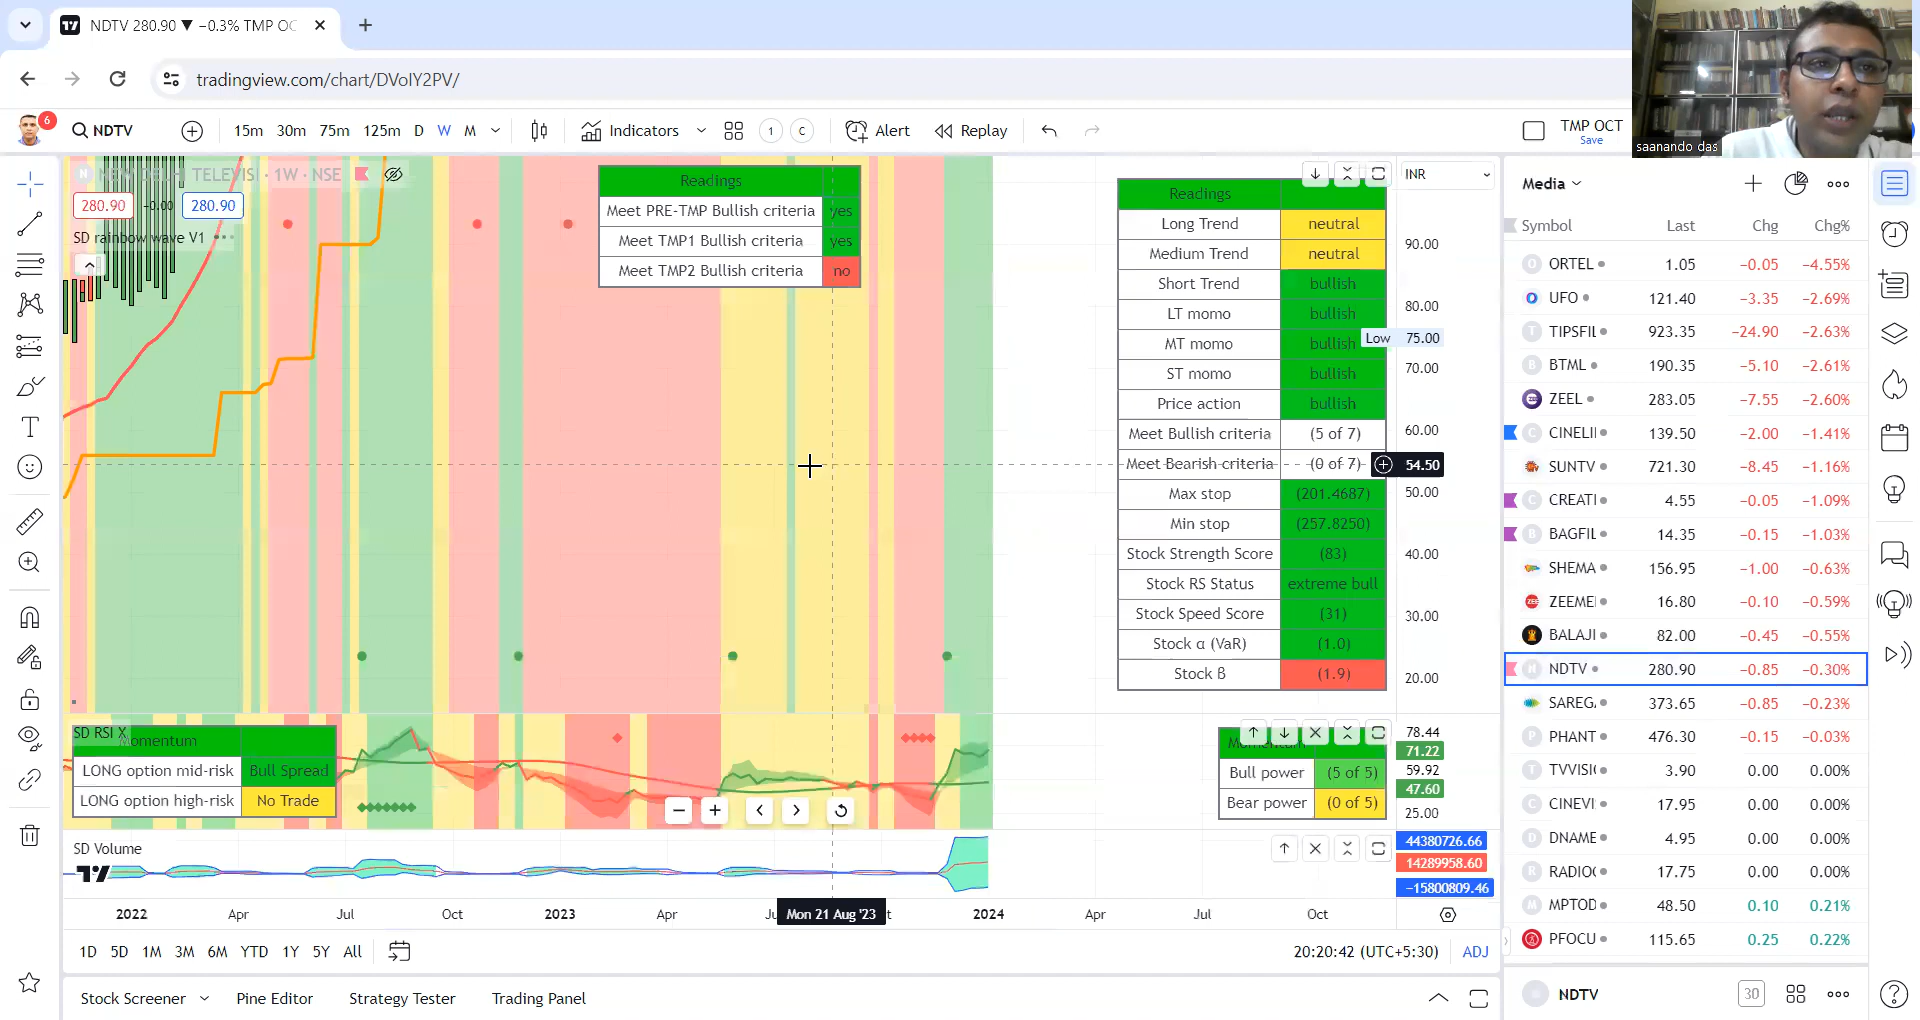 NDTV 280.90 ▼ −0.3% TMP OC
tradingview.com/chart/DVolY2PV/
6
NDTV
15m 30m 75m 125m D W M
Indicators
1 C
Alert
Replay
TMP OCT
Save
saanando das
NEW DELHI TELEVISI · 1W · NSE
280.90 −0.00 280.90
SD rainbow wave V1
Readings
Meet PRE-TMP Bullish criteria yes
Meet TMP1 Bullish criteria yes
Meet TMP2 Bullish criteria no
Readings
Long Trend neutral
Medium Trend neutral
Short Trend bullish
LT momo bullish
MT momo bullish
ST momo bullish
Price action bullish
Meet Bullish criteria (5 of 7)
Meet Bearish criteria (0 of 7)
Max stop (201.4687)
Min stop (257.8250)
Stock Strength Score (83)
Stock RS Status extreme bull
Stock Speed Score (31)
Stock α (VaR) (1.0)
Stock ß (1.9)
INR
90.00
80.00
Low 75.00
70.00
60.00
54.50
50.00
40.00
30.00
20.00
SD RSI X
Momentum
LONG option mid-risk Bull Spread
LONG option high-risk No Trade
Momentum
Bull power (5 of 5)
Bear power (0 of 5)
78.44
71.22
59.92
47.60
25.00
SD Volume
44380726.66
14289958.60
−15800809.46
2022 Apr Jul Oct 2023 Apr Mon 21 Aug '23 2024 Apr Jul Oct
1D 5D 1M 3M 6M YTD 1Y 5Y All
20:20:42 (UTC+5:30) ADJ
Stock Screener Pine Editor Strategy Tester Trading Panel
Media
Symbol Last Chg Chg%
ORTEL 1.05 −0.05 −4.55%
UFO 121.40 −3.35 −2.69%
TIPSFIL 923.35 −24.90 −2.63%
BTML 190.35 −5.10 −2.61%
ZEEL 283.05 −7.55 −2.60%
CINELI 139.50 −2.00 −1.41%
SUNTV 721.30 −8.45 −1.16%
CREATI 4.55 −0.05 −1.09%
BAGFIL 14.35 −0.15 −1.03%
SHEMA 156.95 −1.00 −0.63%
ZEEMEI 16.80 −0.10 −0.59%
BALAJI 82.00 −0.45 −0.55%
NDTV 280.90 −0.85 −0.30%
SAREG. 373.65 −0.85 −0.23%
PHANT 476.30 −0.15 −0.03%
TVVISI 3.90 0.00 0.00%
CINEVI 17.95 0.00 0.00%
DNAME 4.95 0.00 0.00%
RADIO 17.75 0.00 0.00%
MPTOD 48.50 0.10 0.21%
PFOCU 115.65 0.25 0.22%
NDTV
30